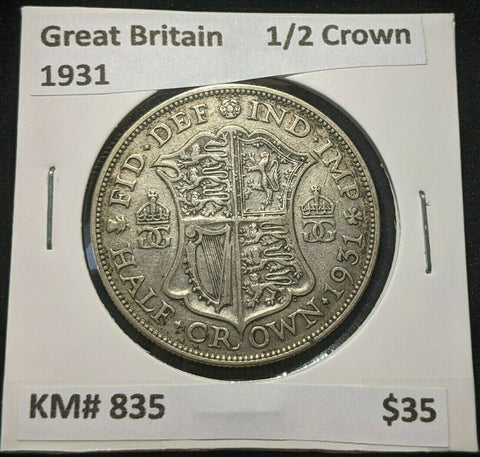 Great Britain 1/2 Crown
1931
FID · DEF IND · IMP
HALF · CROWN · 1931
G G
KM# 835
$35